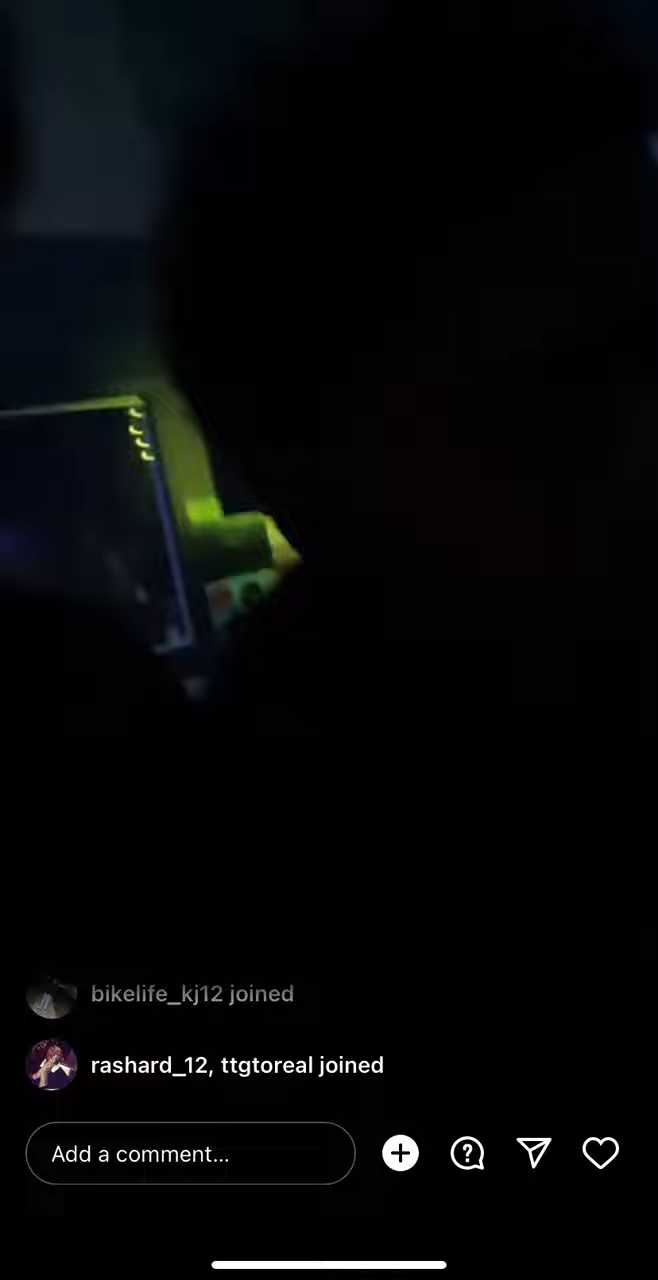 bikelife_kj12 joined
rashard_12, ttgtoreal joined
Add a comment...